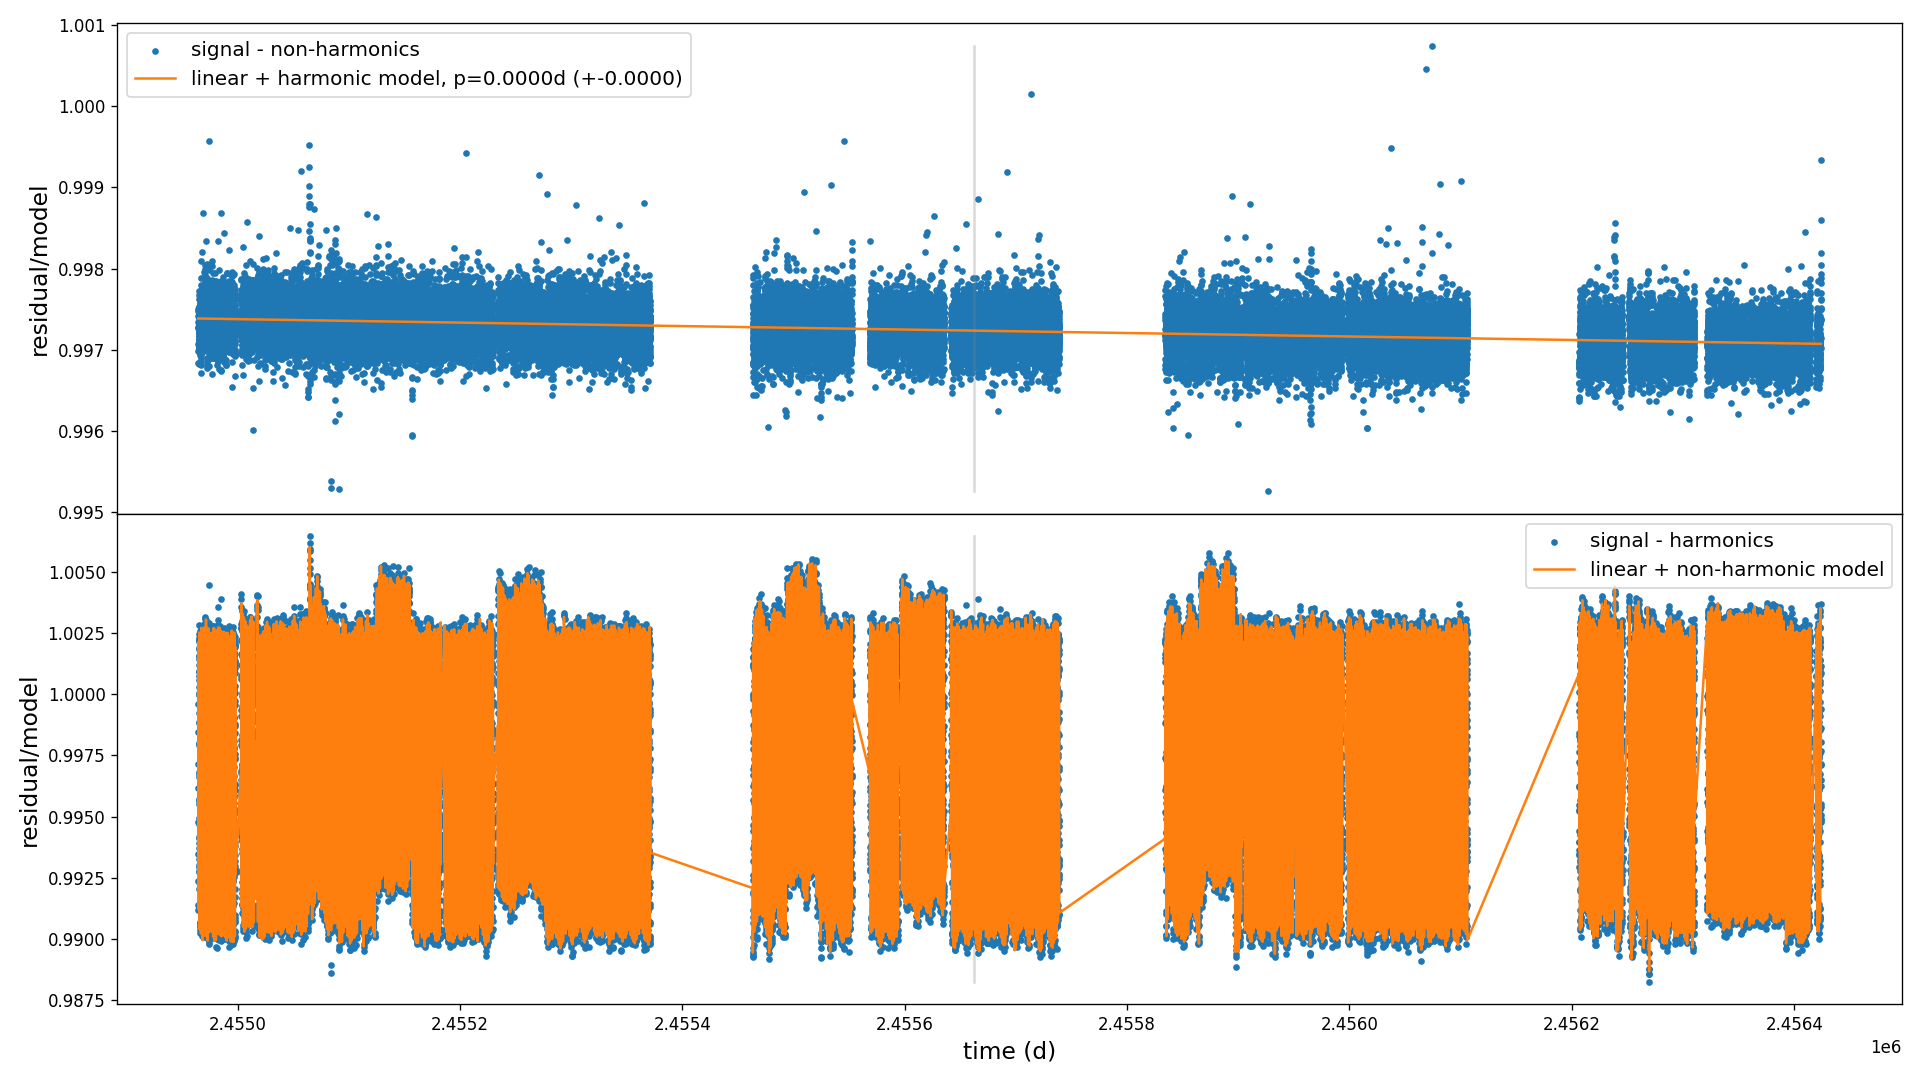 1.001
1.000
0.999
0.998
0.997
0.996
0.995
residual/model
signal - non-harmonics
linear + harmonic model, p=0.0000d (+-0.0000)
1.0050
1.0025
1.0000
0.9975
0.9950
0.9925
0.9900
0.9875
residual/model
signal - harmonics
linear + non-harmonic model
2.4550
2.4552
2.4554
2.4556
2.4558
2.4560
2.4562
2.4564
1e6
time (d)